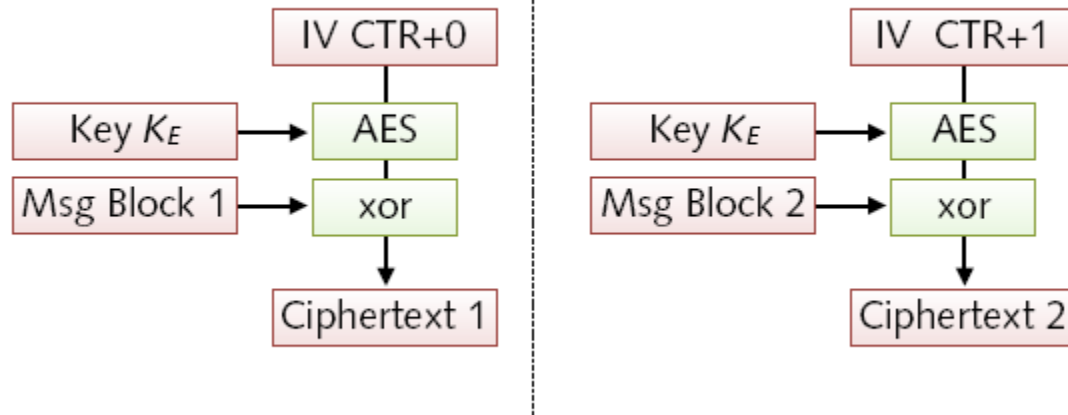 IV CTR+0
Key K_E
AES
Msg Block 1
xor
Ciphertext 1
IV CTR+1
Key K_E
AES
Msg Block 2
xor
Ciphertext 2